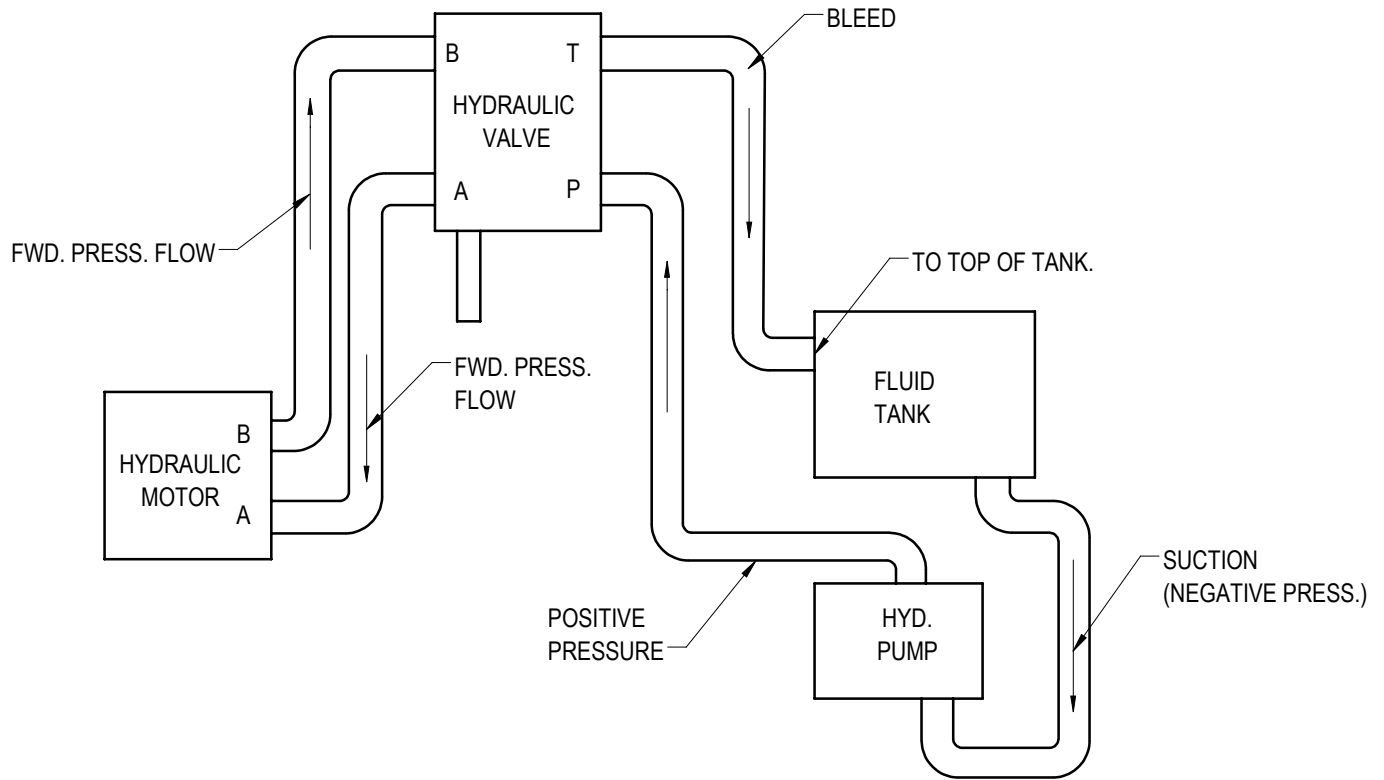 BLEED
B
T
HYDRAULIC
VALVE
A
P
FWD. PRESS. FLOW
TO TOP OF TANK.
FWD. PRESS.
FLOW
FLUID
TANK
B
HYDRAULIC
MOTOR
A
SUCTION
(NEGATIVE PRESS.)
POSITIVE
PRESSURE
HYD.
PUMP